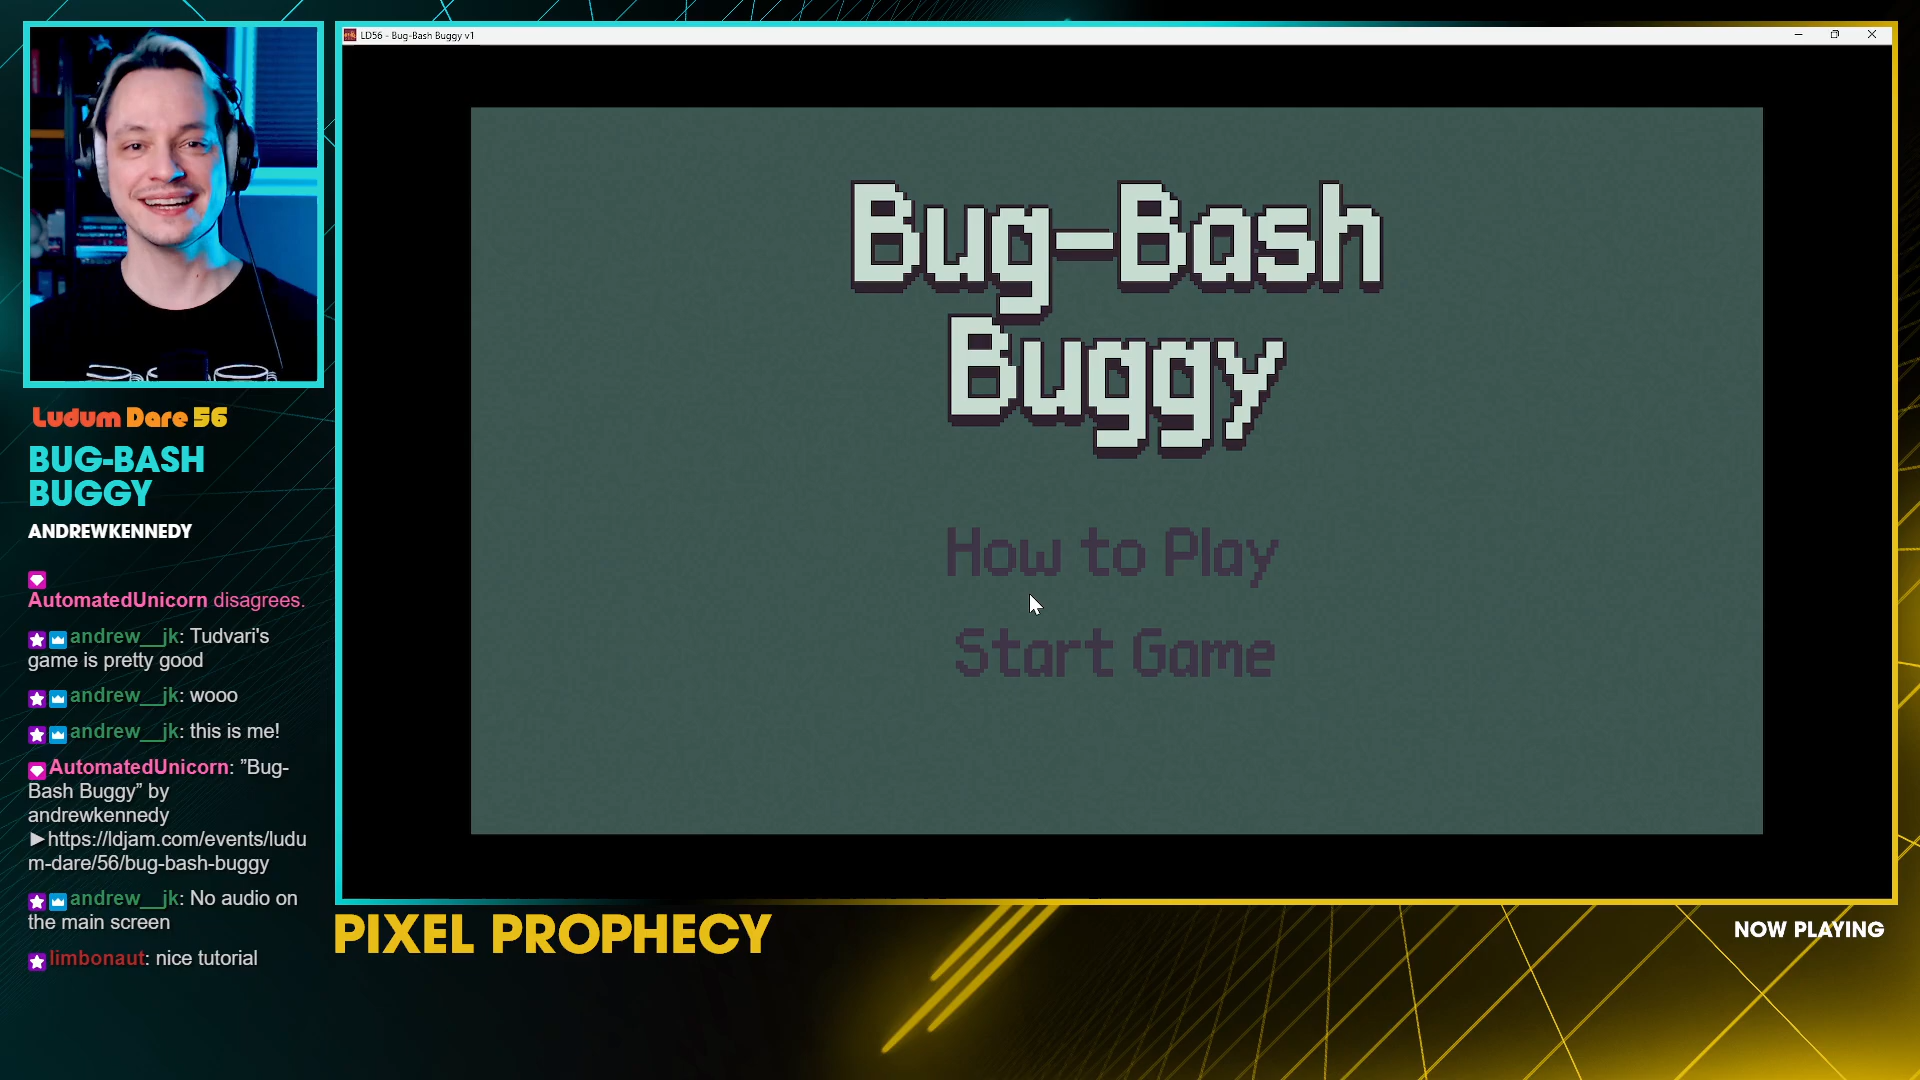 LD56 - Bug-Bash Buggy v1
Bug-Bash
Buggy
How to Play
Start Game
Ludum Dare 56
BUG-BASH
BUGGY
ANDREWKENNEDY
AutomatedUnicorn disagrees.
andrew__jk: Tudvari's
game is pretty good
andrew__jk: wooo
andrew__jk: this is me!
AutomatedUnicorn: ”Bug-
Bash Buggy” by
andrewkennedy
►https://ldjam.com/events/ludu
m-dare/56/bug-bash-buggy
andrew__jk: No audio on
the main screen
limbonaut: nice tutorial
PIXEL PROPHECY
NOW PLAYING